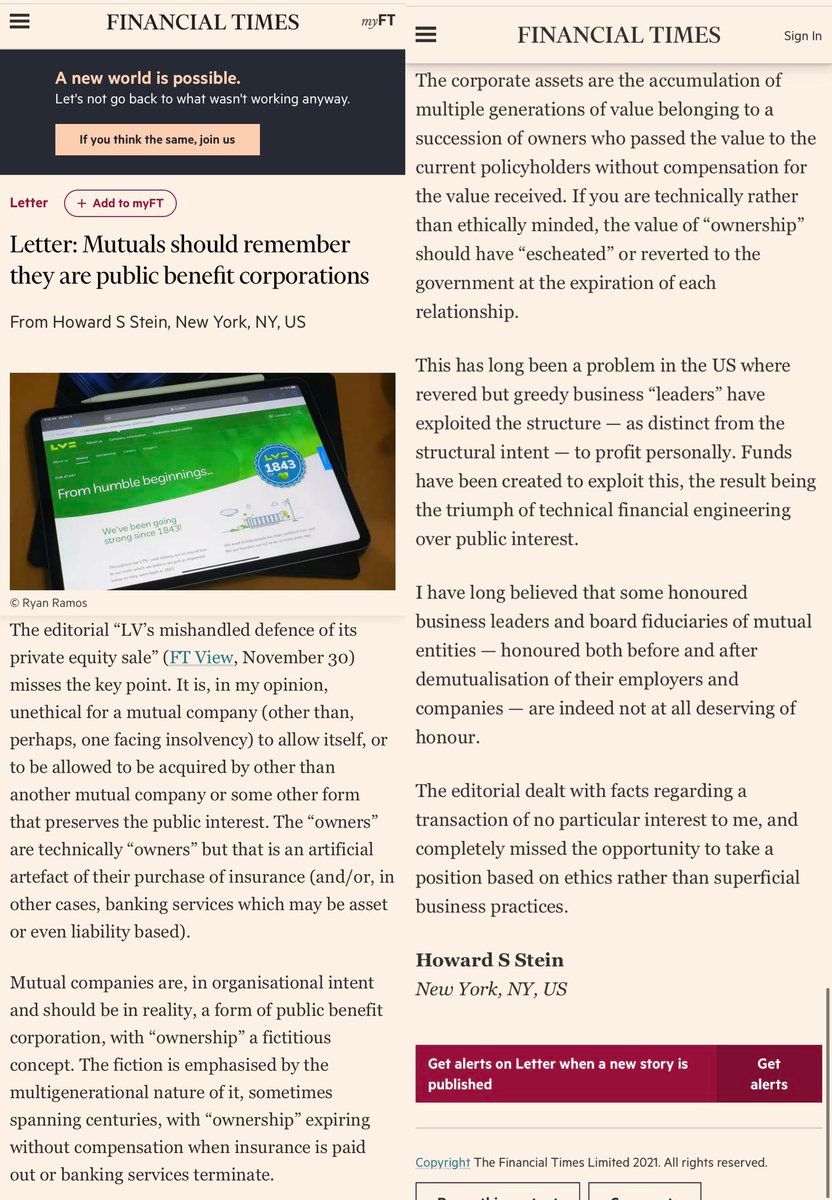 FINANCIAL TIMES
myFT
A new world is possible.
Let's not go back to what wasn't working anyway.
If you think the same, join us
Letter
+ Add to myFT
Letter: Mutuals should remember
they are public benefit corporations
From Howard S Stein, New York, NY, US
LV=
From humble beginnings...
LV=
1843
We've been going
strong since 1843!
© Ryan Ramos
The editorial “LV’s mishandled defence of its
private equity sale” (FT View, November 30)
misses the key point. It is, in my opinion,
unethical for a mutual company (other than,
perhaps, one facing insolvency) to allow itself, or
to be allowed to be acquired by other than
another mutual company or some other form
that preserves the public interest. The “owners”
are technically “owners” but that is an artificial
artefact of their purchase of insurance (and/or, in
other cases, banking services which may be asset
or even liability based).
Mutual companies are, in organisational intent
and should be in reality, a form of public benefit
corporation, with “ownership” a fictitious
concept. The fiction is emphasised by the
multigenerational nature of it, sometimes
spanning centuries, with “ownership” expiring
without compensation when insurance is paid
out or banking services terminate.
FINANCIAL TIMES
Sign In
The corporate assets are the accumulation of
multiple generations of value belonging to a
succession of owners who passed the value to the
current policyholders without compensation for
the value received. If you are technically rather
than ethically minded, the value of “ownership”
should have “escheated” or reverted to the
government at the expiration of each
relationship.
This has long been a problem in the US where
revered but greedy business “leaders” have
exploited the structure — as distinct from the
structural intent — to profit personally. Funds
have been created to exploit this, the result being
the triumph of technical financial engineering
over public interest.
I have long believed that some honoured
business leaders and board fiduciaries of mutual
entities — honoured both before and after
demutualisation of their employers and
companies — are indeed not at all deserving of
honour.
The editorial dealt with facts regarding a
transaction of no particular interest to me, and
completely missed the opportunity to take a
position based on ethics rather than superficial
business practices.
Howard S Stein
New York, NY, US
Get alerts on Letter when a new story is
published
Get
alerts
Copyright The Financial Times Limited 2021. All rights reserved.